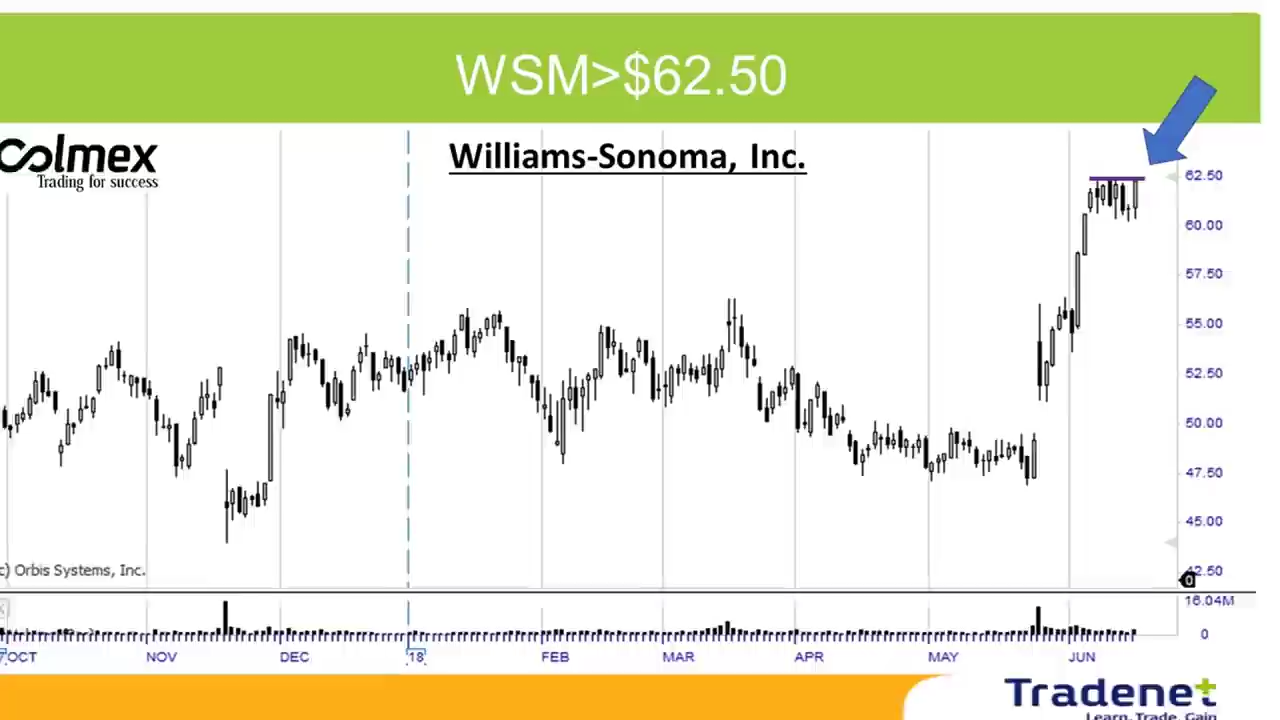 WSM>$62.50
Colmex
Trading for success
Williams-Sonoma, Inc.
62.50
60.00
57.50
55.00
52.50
50.00
47.50
45.00
42.50
0
c) Orbis Systems, Inc.
16.04M
0
7 OCT NOV DEC '18 FEB MAR APR MAY JUN
Tradenet
Learn. Trade. Gain